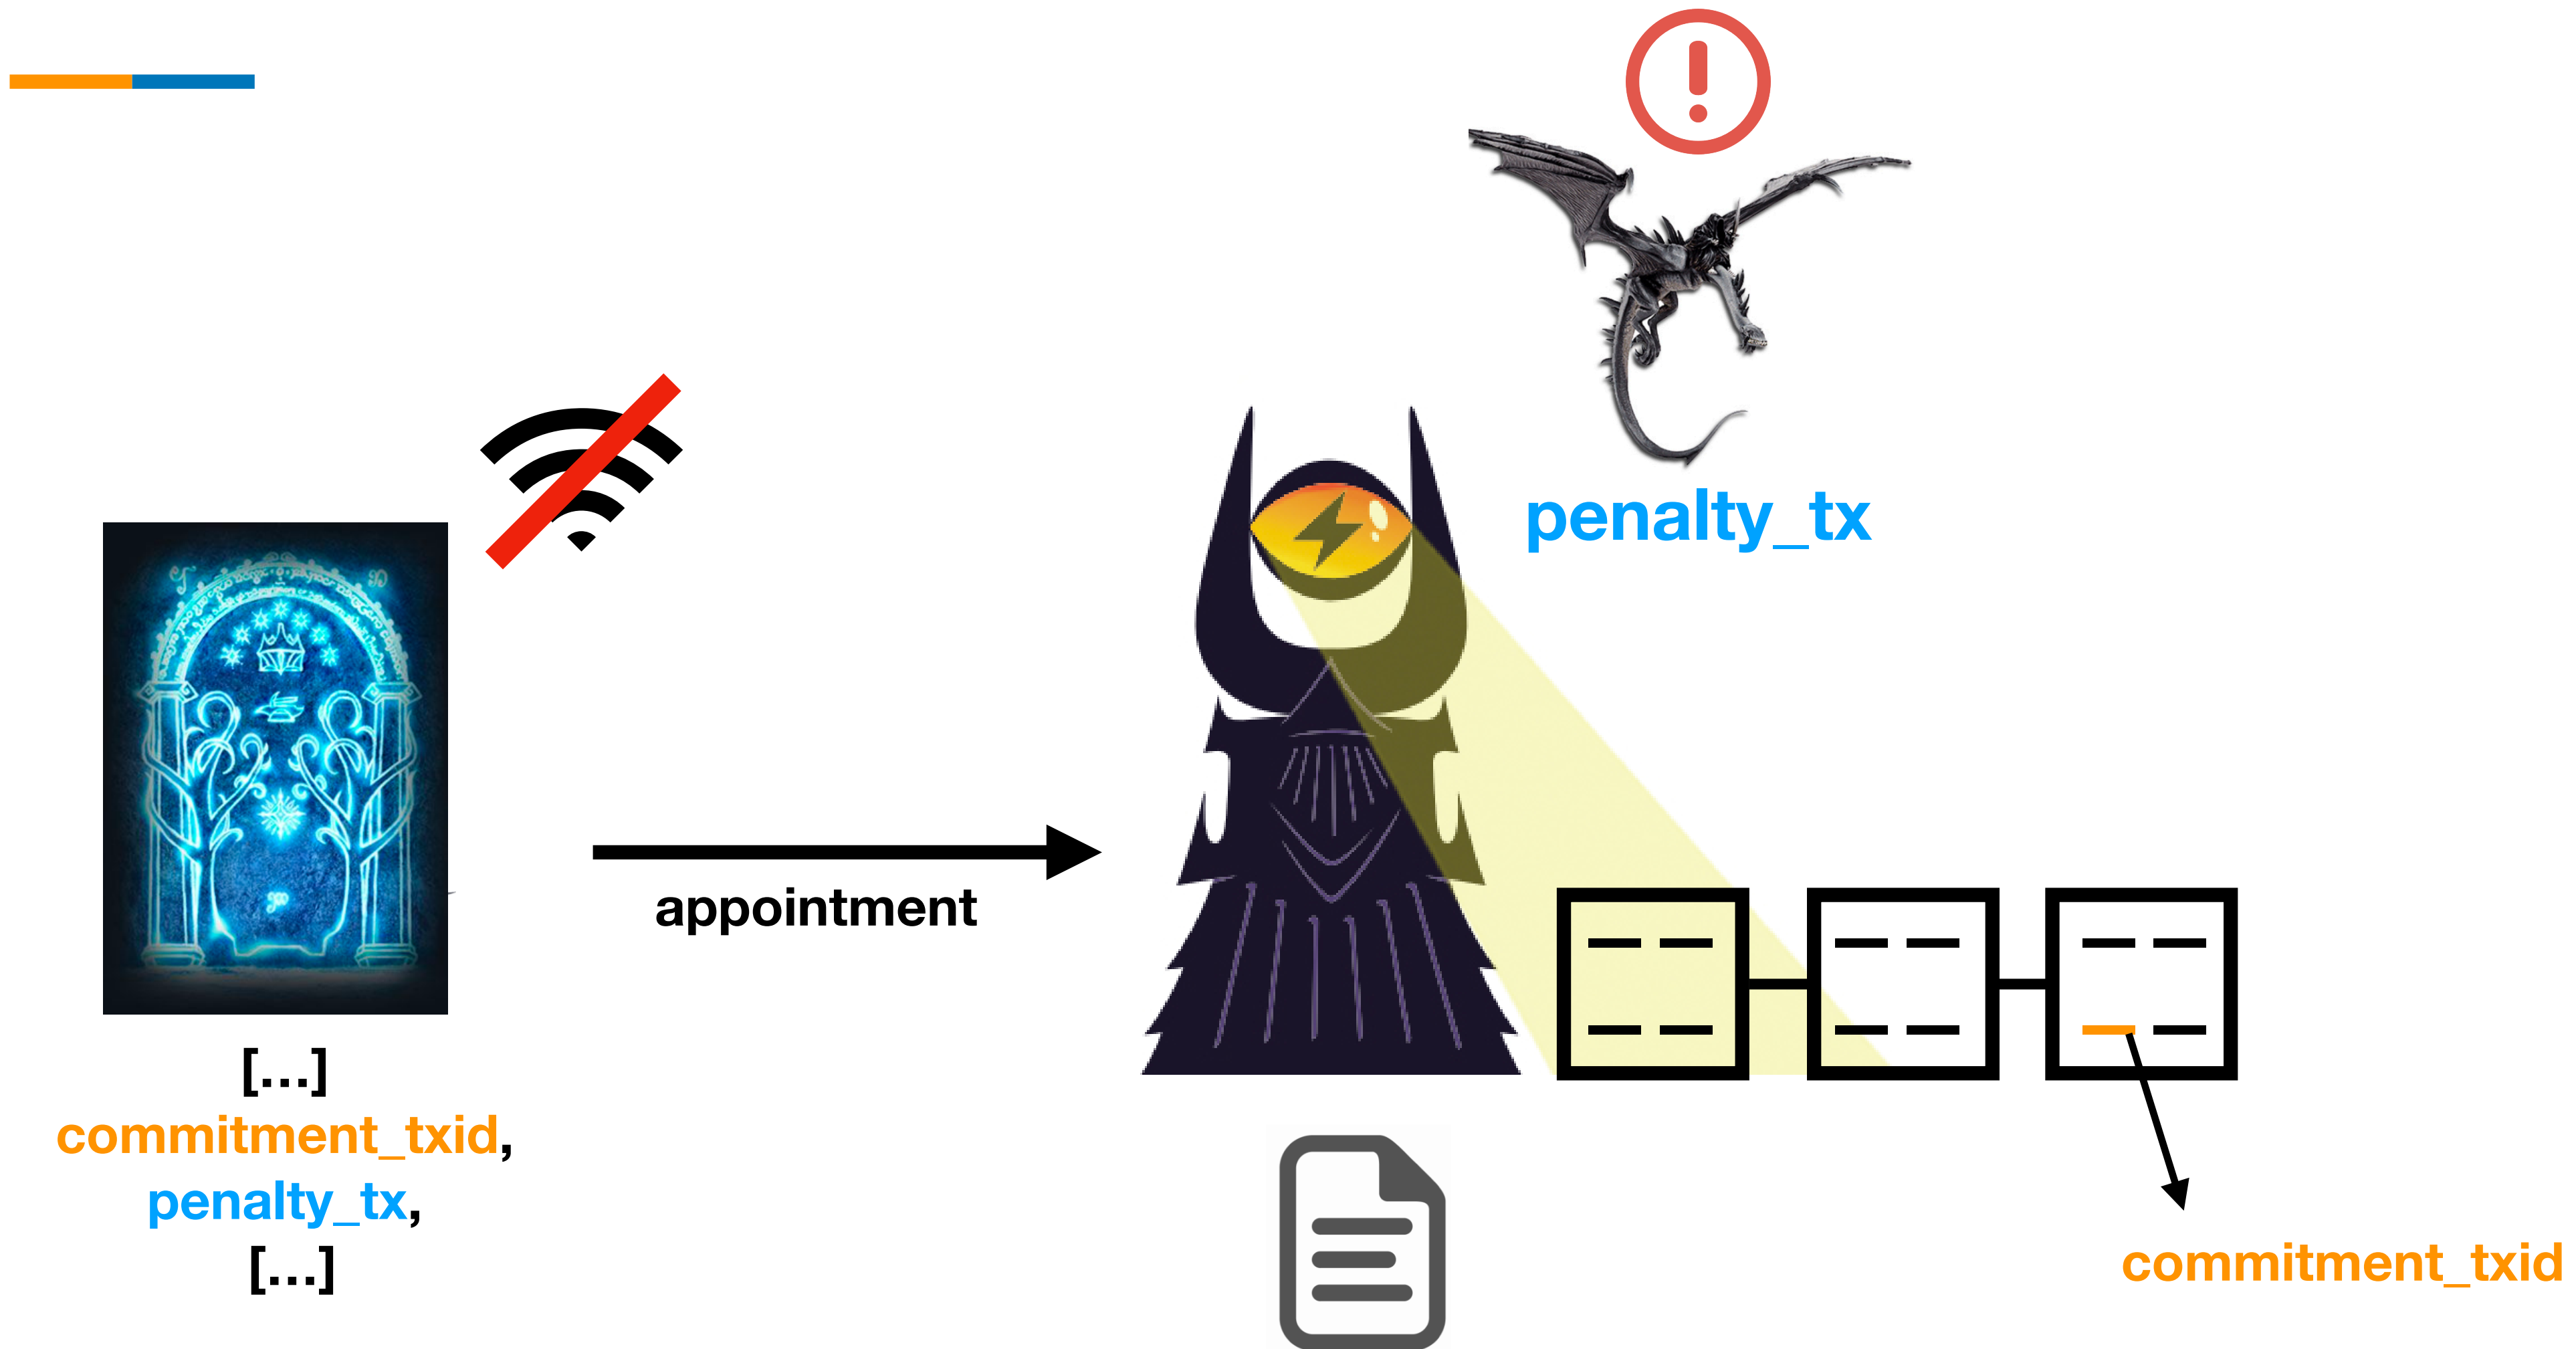 penalty_tx
appointment
[…]
commitment_txid,
penalty_tx,
[…]
commitment_txid